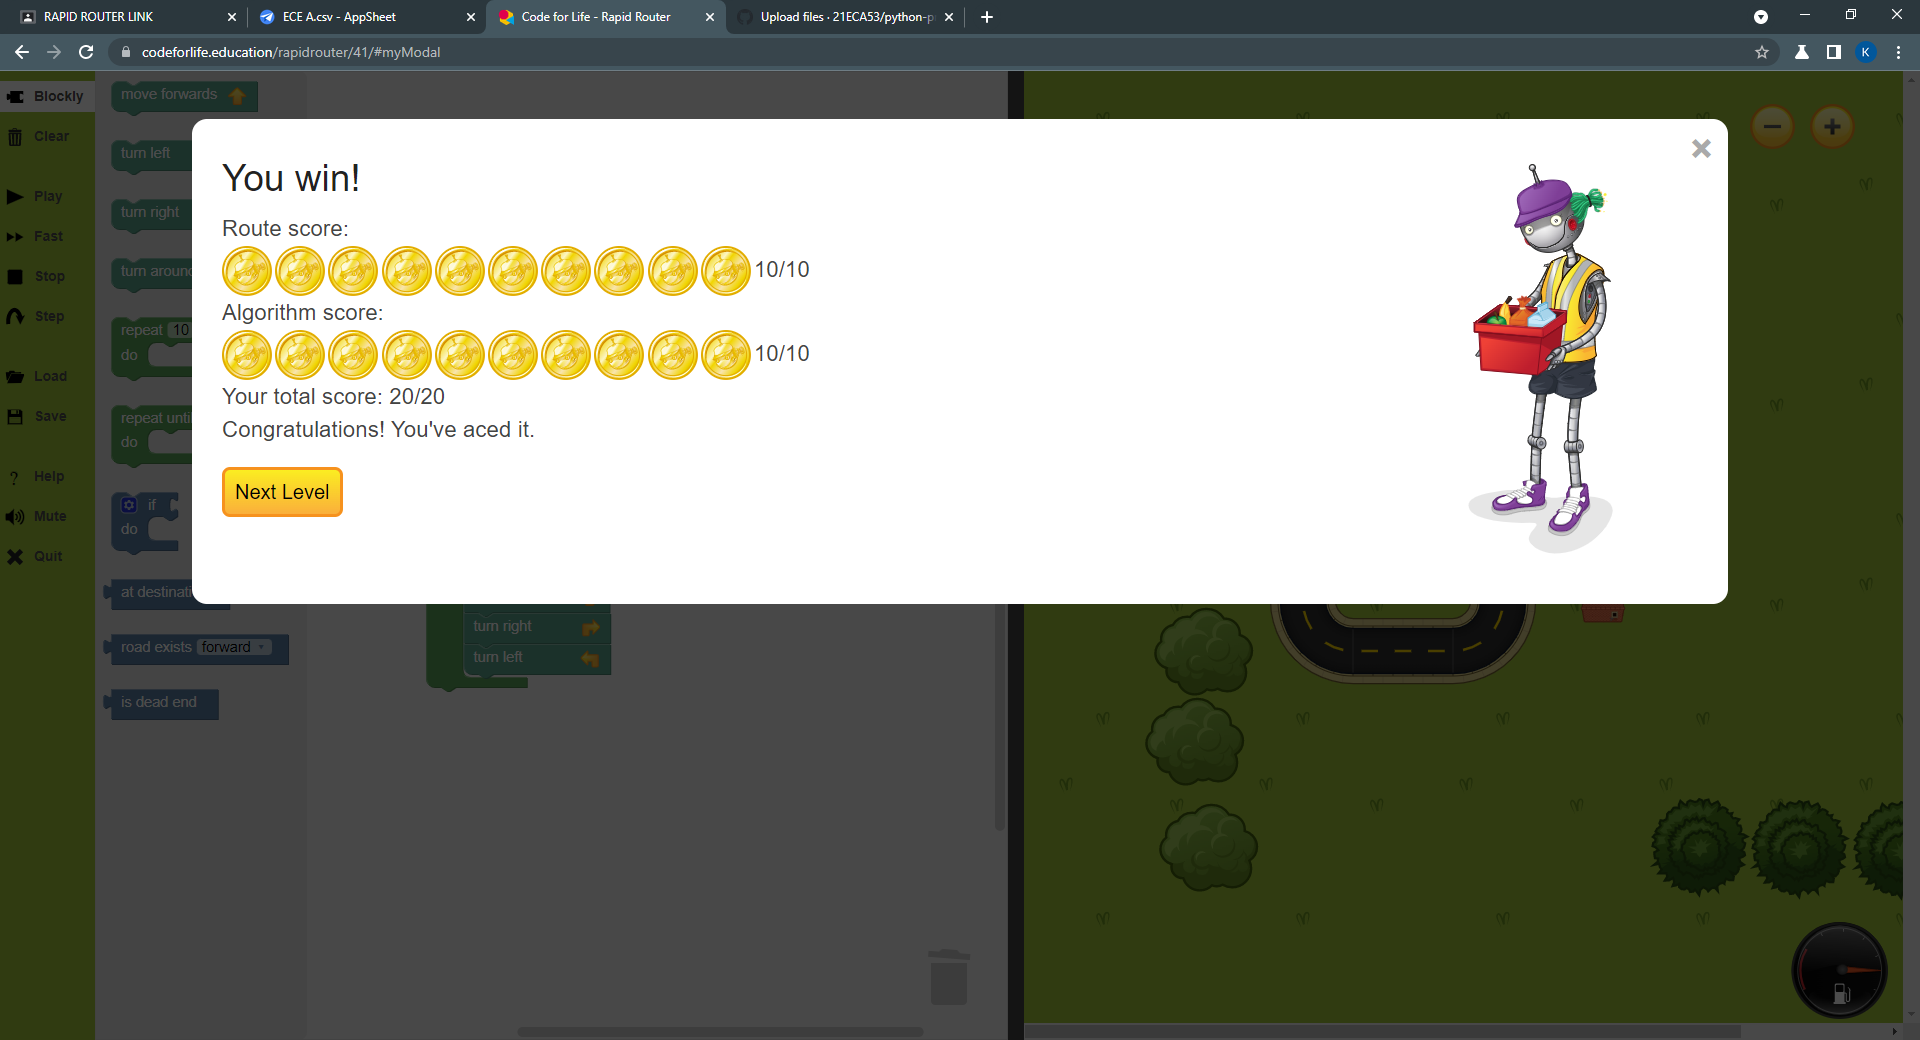 RAPID ROUTER LINK
ECE A.csv - AppSheet
Code for Life - Rapid Router
Upload files · 21ECA53/python-p
codeforlife.education/rapidrouter/41/#myModal
K
Blockly
Clear
Play
Fast
Stop
Step
Load
Save
Help
Mute
Quit
move forwards
turn left
turn right
turn around
repeat 10
do
repeat until
do
if
do
at destinati
road exists forward
is dead end
You win!
Route score:
10/10
Algorithm score:
10/10
Your total score: 20/20
Congratulations! You've aced it.
Next Level
turn right
turn left